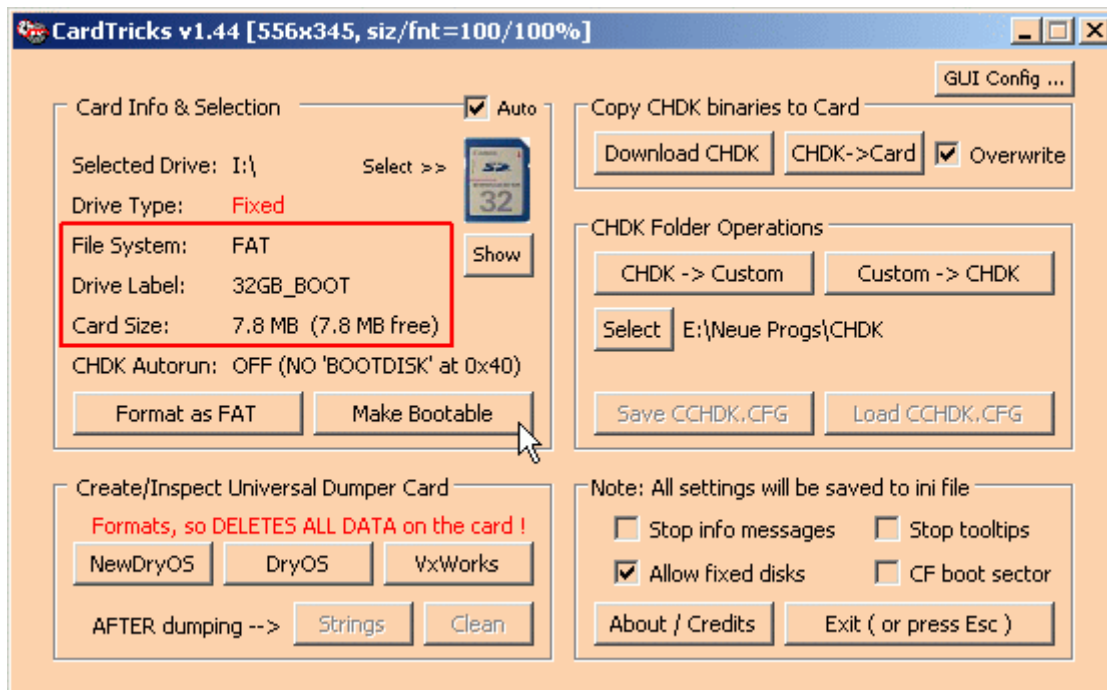 CardTricks v1.44 [556x345, siz/fnt=100/100%]
GUI Config ...
Card Info & Selection
Auto
Selected Drive: I:\
Select >>
32
Drive Type: Fixed
File System: FAT
Show
Drive Label: 32GB_BOOT
Card Size: 7.8 MB (7.8 MB free)
CHDK Autorun: OFF (NO 'BOOTDISK' at 0x40)
Format as FAT
Make Bootable
Copy CHDK binaries to Card
Download CHDK
CHDK->Card
Overwrite
CHDK Folder Operations
CHDK -> Custom
Custom -> CHDK
Select
E:\Neue Progs\CHDK
Save CCHDK.CFG
Load CCHDK.CFG
Create/Inspect Universal Dumper Card
Formats, so DELETES ALL DATA on the card !
NewDryOS
DryOS
VxWorks
AFTER dumping -->
Strings
Clean
Note: All settings will be saved to ini file
Stop info messages
Stop tooltips
Allow fixed disks
CF boot sector
About / Credits
Exit ( or press Esc )